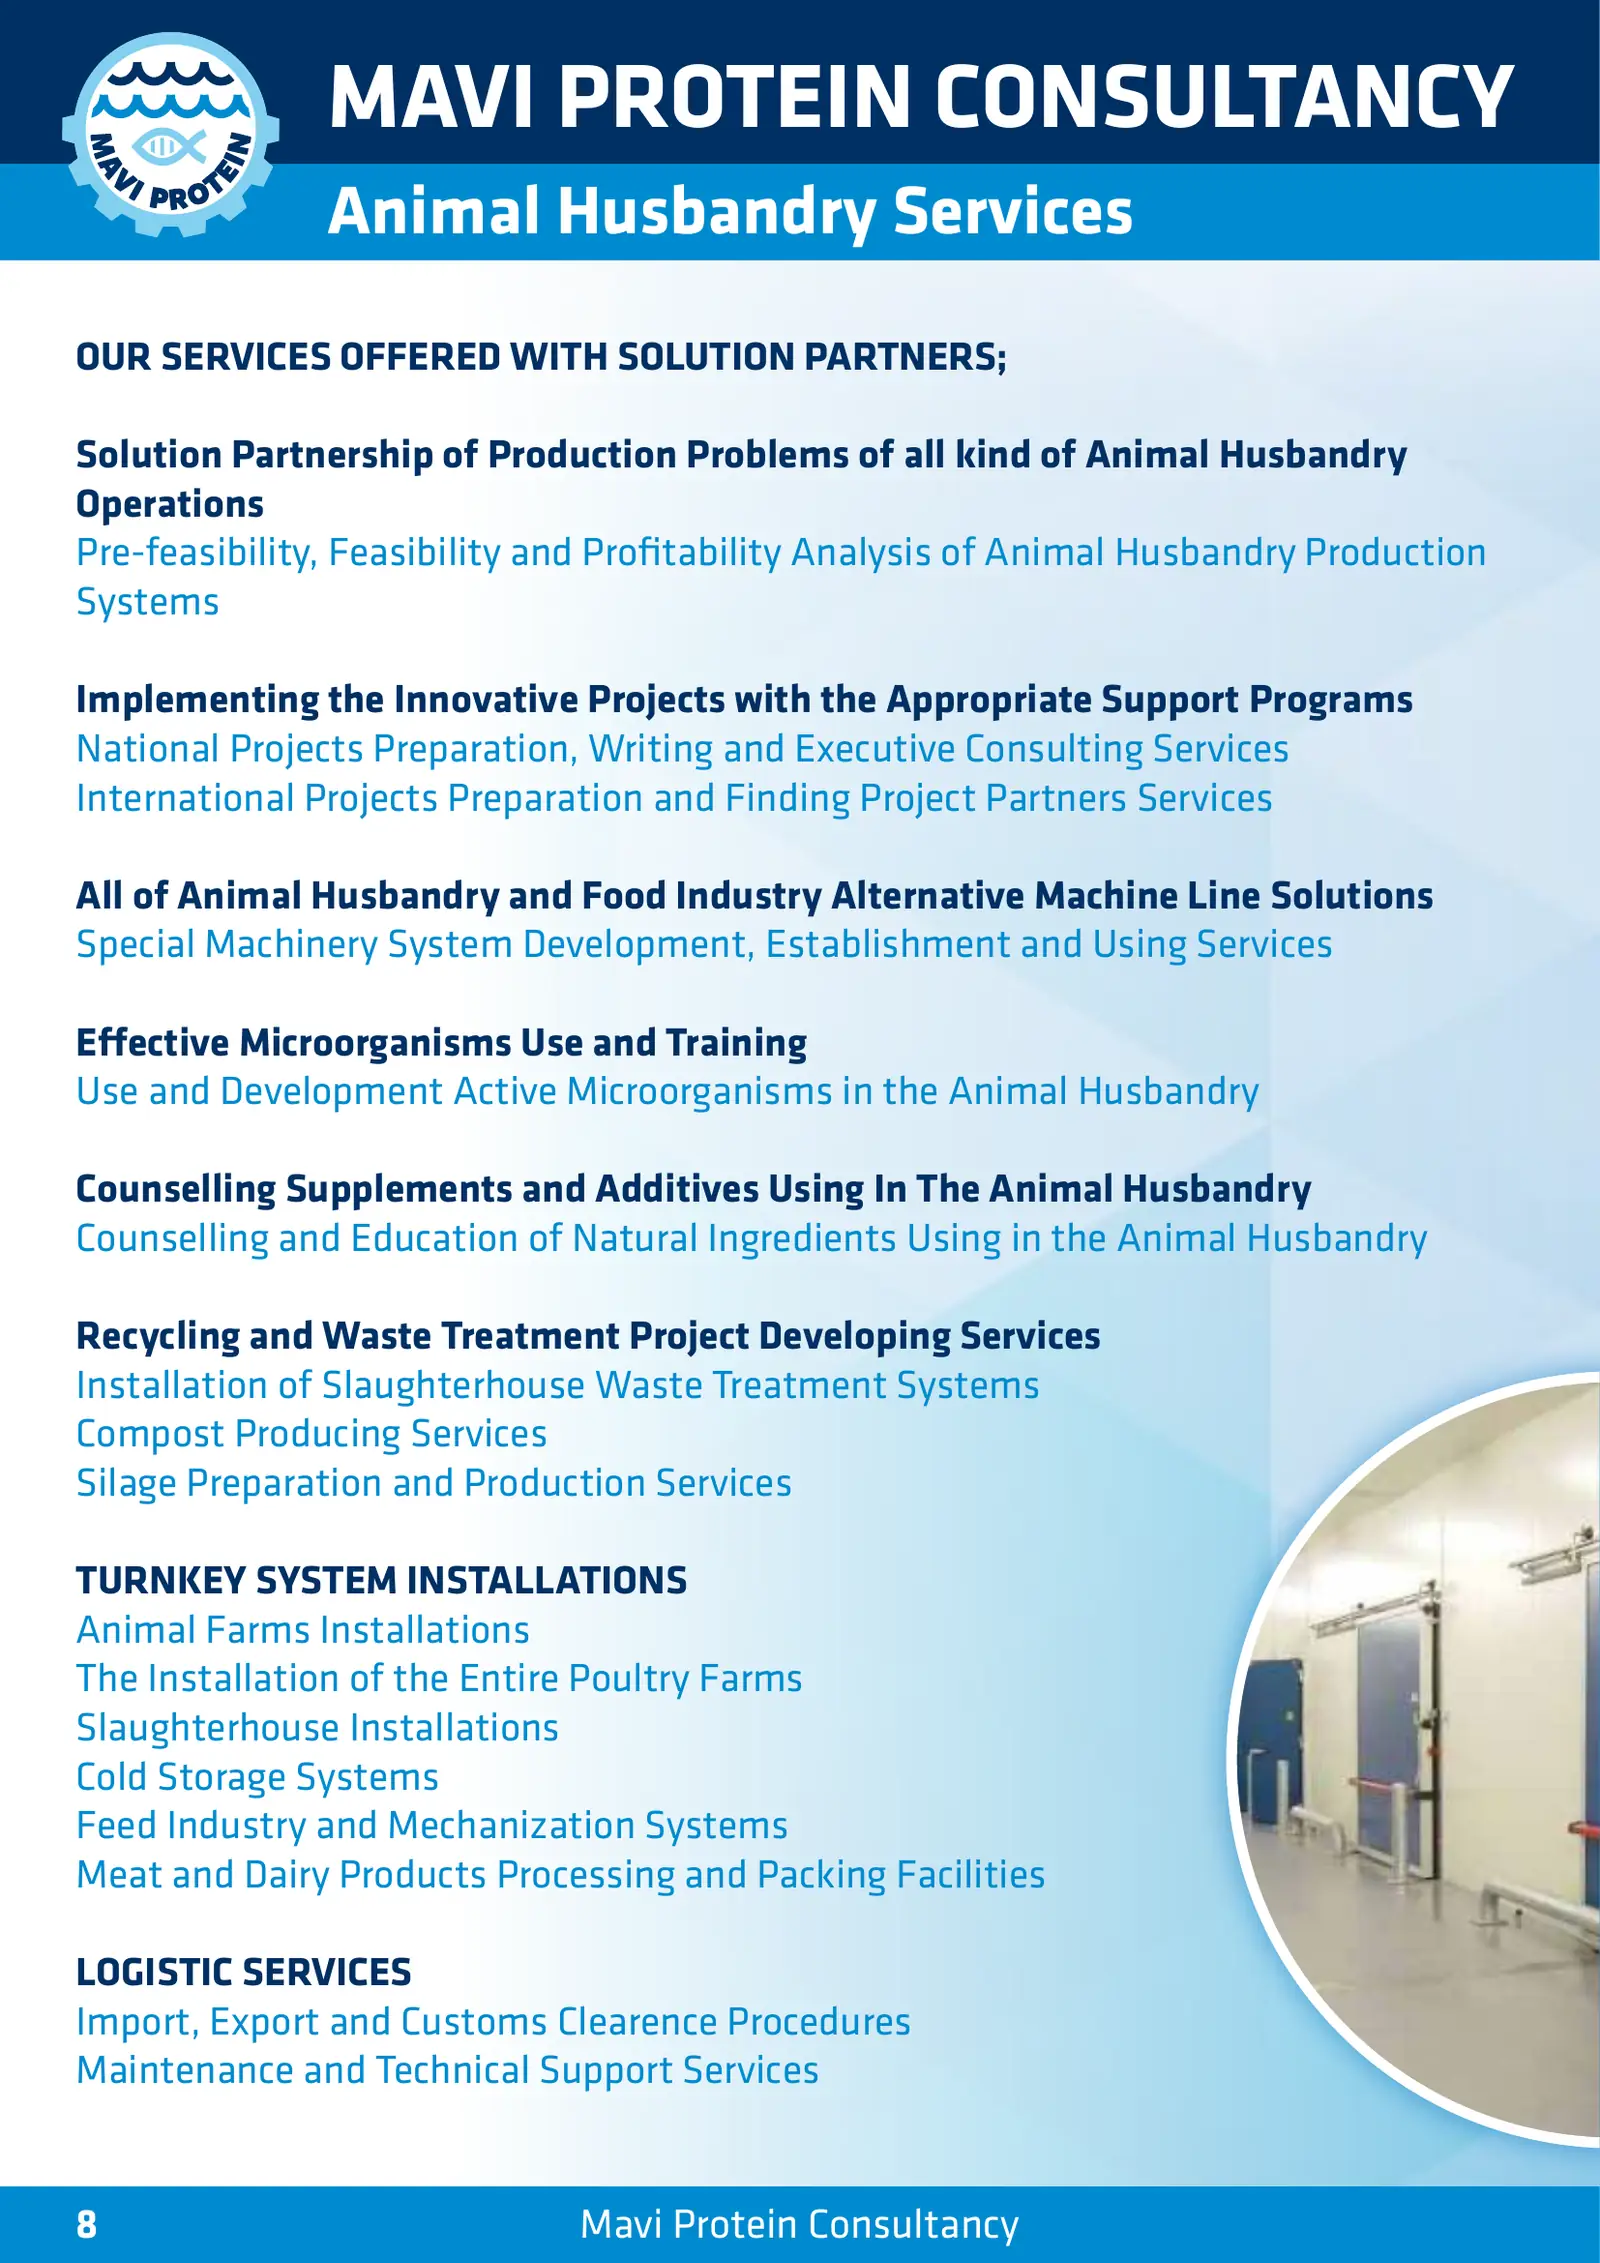 MAVI PROTEIN
MAVI PROTEIN CONSULTANCY
Animal Husbandry Services
OUR SERVICES OFFERED WITH SOLUTION PARTNERS;
Solution Partnership of Production Problems of all kind of Animal Husbandry
Operations
Pre-feasibility, Feasibility and Profitability Analysis of Animal Husbandry Production
Systems
Implementing the Innovative Projects with the Appropriate Support Programs
National Projects Preparation, Writing and Executive Consulting Services
International Projects Preparation and Finding Project Partners Services
All of Animal Husbandry and Food Industry Alternative Machine Line Solutions
Special Machinery System Development, Establishment and Using Services
Effective Microorganisms Use and Training
Use and Development Active Microorganisms in the Animal Husbandry
Counselling Supplements and Additives Using In The Animal Husbandry
Counselling and Education of Natural Ingredients Using in the Animal Husbandry
Recycling and Waste Treatment Project Developing Services
Installation of Slaughterhouse Waste Treatment Systems
Compost Producing Services
Silage Preparation and Production Services
TURNKEY SYSTEM INSTALLATIONS
Animal Farms Installations
The Installation of the Entire Poultry Farms
Slaughterhouse Installations
Cold Storage Systems
Feed Industry and Mechanization Systems
Meat and Dairy Products Processing and Packing Facilities
LOGISTIC SERVICES
Import, Export and Customs Clearence Procedures
Maintenance and Technical Support Services
8
Mavi Protein Consultancy